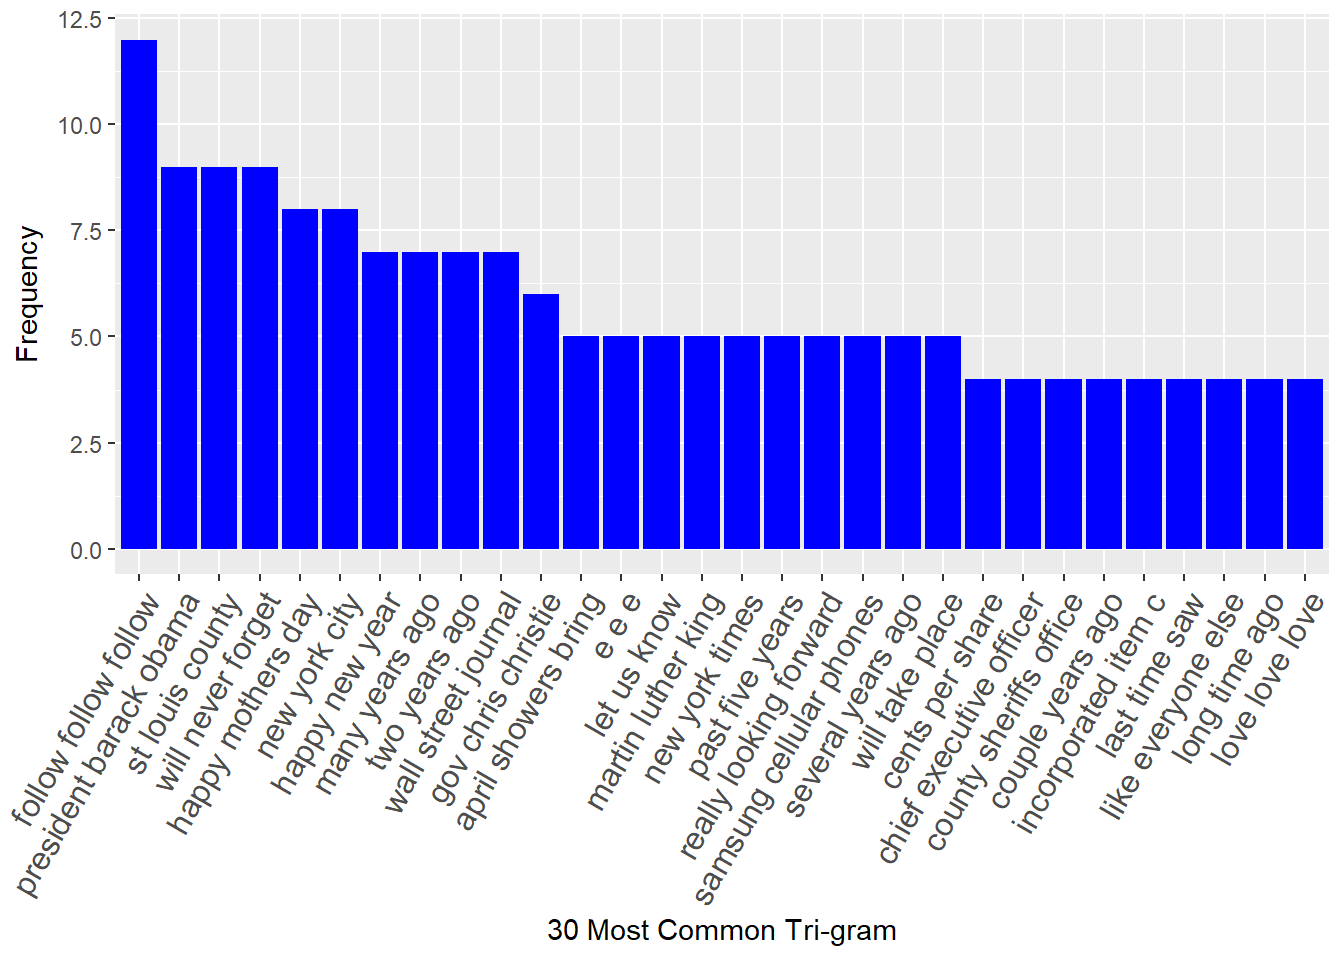 12.5
10.0
7.5
5.0
2.5
0.0
Frequency
follow follow follow
president barack obama
st louis county
will never forget
happy mothers day
new york city
happy new year
many years ago
two years ago
wall street journal
gov chris christie
april showers bring
e e e
let us know
martin luther king
new york times
past five years
really looking forward
samsung cellular phones
several years ago
will take place
cents per share
chief executive officer
county sheriffs office
couple years ago
incorporated item c
last time saw
like everyone else
long time ago
love love love
30 Most Common Tri-gram